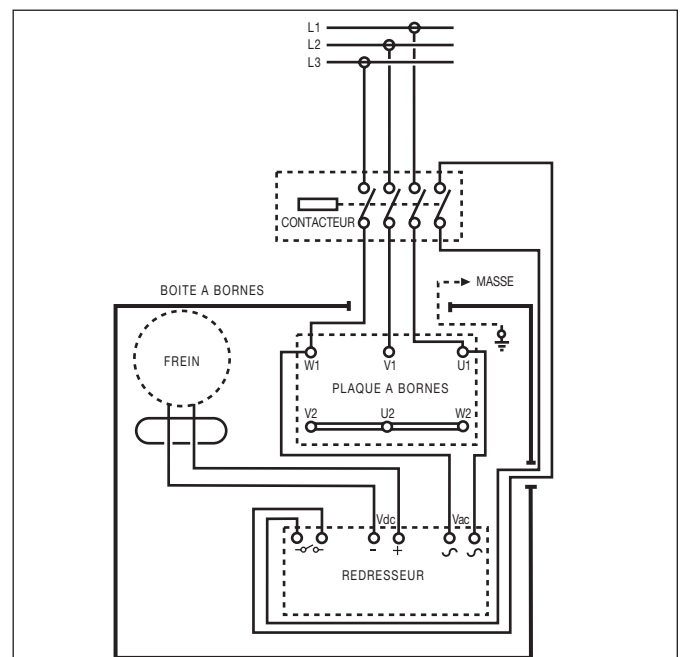 L1
L2
L3
CONTACTEUR
BOITE A BORNES
MASSE
FREIN
W1 V1 U1
PLAQUE A BORNES
V2 U2 W2
Vdc Vac
- +
REDRESSEUR